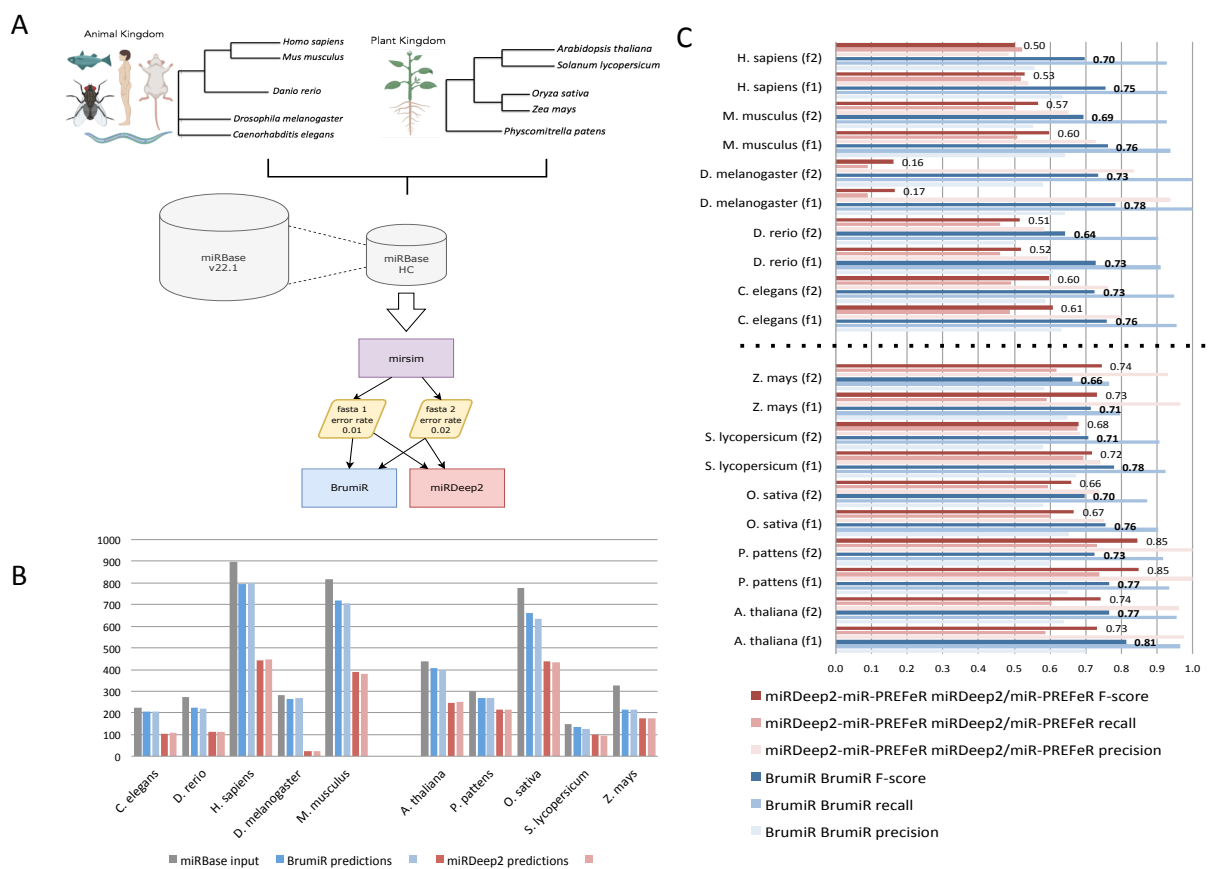 A
Animal Kingdom
Homo sapiens
Mus musculus
Danio rerio
Drosophila melanogaster
Caenorhabditis elegans
Plant Kingdom
Arabidopsis thaliana
Solanum lycopersicum
Oryza sativa
Zea mays
Physcomitrella patens
miRBase
v22.1
miRBase
HC
mirsim
fasta 1
error rate
0.01
fasta 2
error rate
0.02
BrumiR
miRDeep2
B
1000
900
800
700
600
500
400
300
200
100
0
C. elegans
D. rerio
H. sapiens
D. melanogaster
M. musculus
A. thaliana
P. pattens
O. sativa
S. lycopersicum
Z. mays
miRBase input
BrumiR predictions
miRDeep2 predictions
C
H. sapiens (f2) 0.50 0.70
H. sapiens (f1) 0.53 0.75
M. musculus (f2) 0.57 0.69
M. musculus (f1) 0.60 0.76
D. melanogaster (f2) 0.16 0.73
D. melanogaster (f1) 0.17 0.78
D. rerio (f2) 0.51 0.64
D. rerio (f1) 0.52 0.73
C. elegans (f2) 0.60 0.73
C. elegans (f1) 0.61 0.76
Z. mays (f2) 0.74 0.66
Z. mays (f1) 0.73 0.71
S. lycopersicum (f2) 0.68 0.71
S. lycopersicum (f1) 0.72 0.78
O. sativa (f2) 0.66 0.70
O. sativa (f1) 0.67 0.76
P. pattens (f2) 0.85 0.73
P. pattens (f1) 0.85 0.77
A. thaliana (f2) 0.74 0.77
A. thaliana (f1) 0.73 0.81
0.0 0.1 0.2 0.3 0.4 0.5 0.6 0.7 0.8 0.9 1.0
miRDeep2-miR-PREFeR miRDeep2/miR-PREFeR F-score
miRDeep2-miR-PREFeR miRDeep2/miR-PREFeR recall
miRDeep2-miR-PREFeR miRDeep2/miR-PREFeR precision
BrumiR BrumiR F-score
BrumiR BrumiR recall
BrumiR BrumiR precision